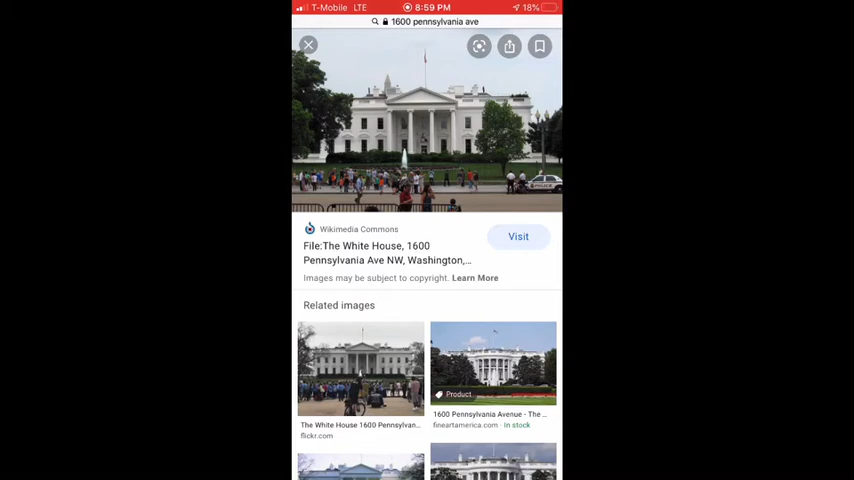 T-Mobile LTE 8:59 PM 18%
1600 pennsylvania ave
POLICE
Wikimedia Commons
File:The White House, 1600
Pennsylvania Ave NW, Washington,...
Visit
Images may be subject to copyright. Learn More
Related images
Product
The White House 1600 Pennsylvan...
flickr.com
1600 Pennsylvania Avenue - The ...
fineartamerica.com · In stock